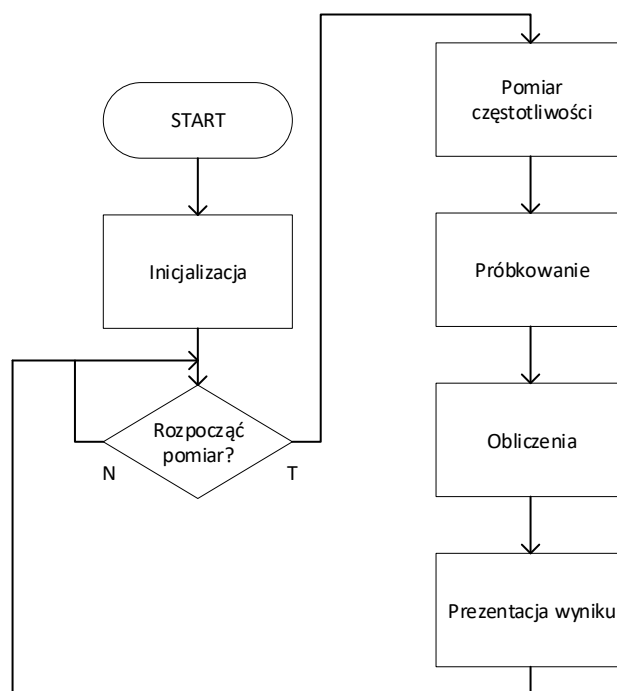 START
Inicjalizacja
Rozpocząć
pomiar?
N
T
Pomiar
częstotliwości
Próbkowanie
Obliczenia
Prezentacja wyniku